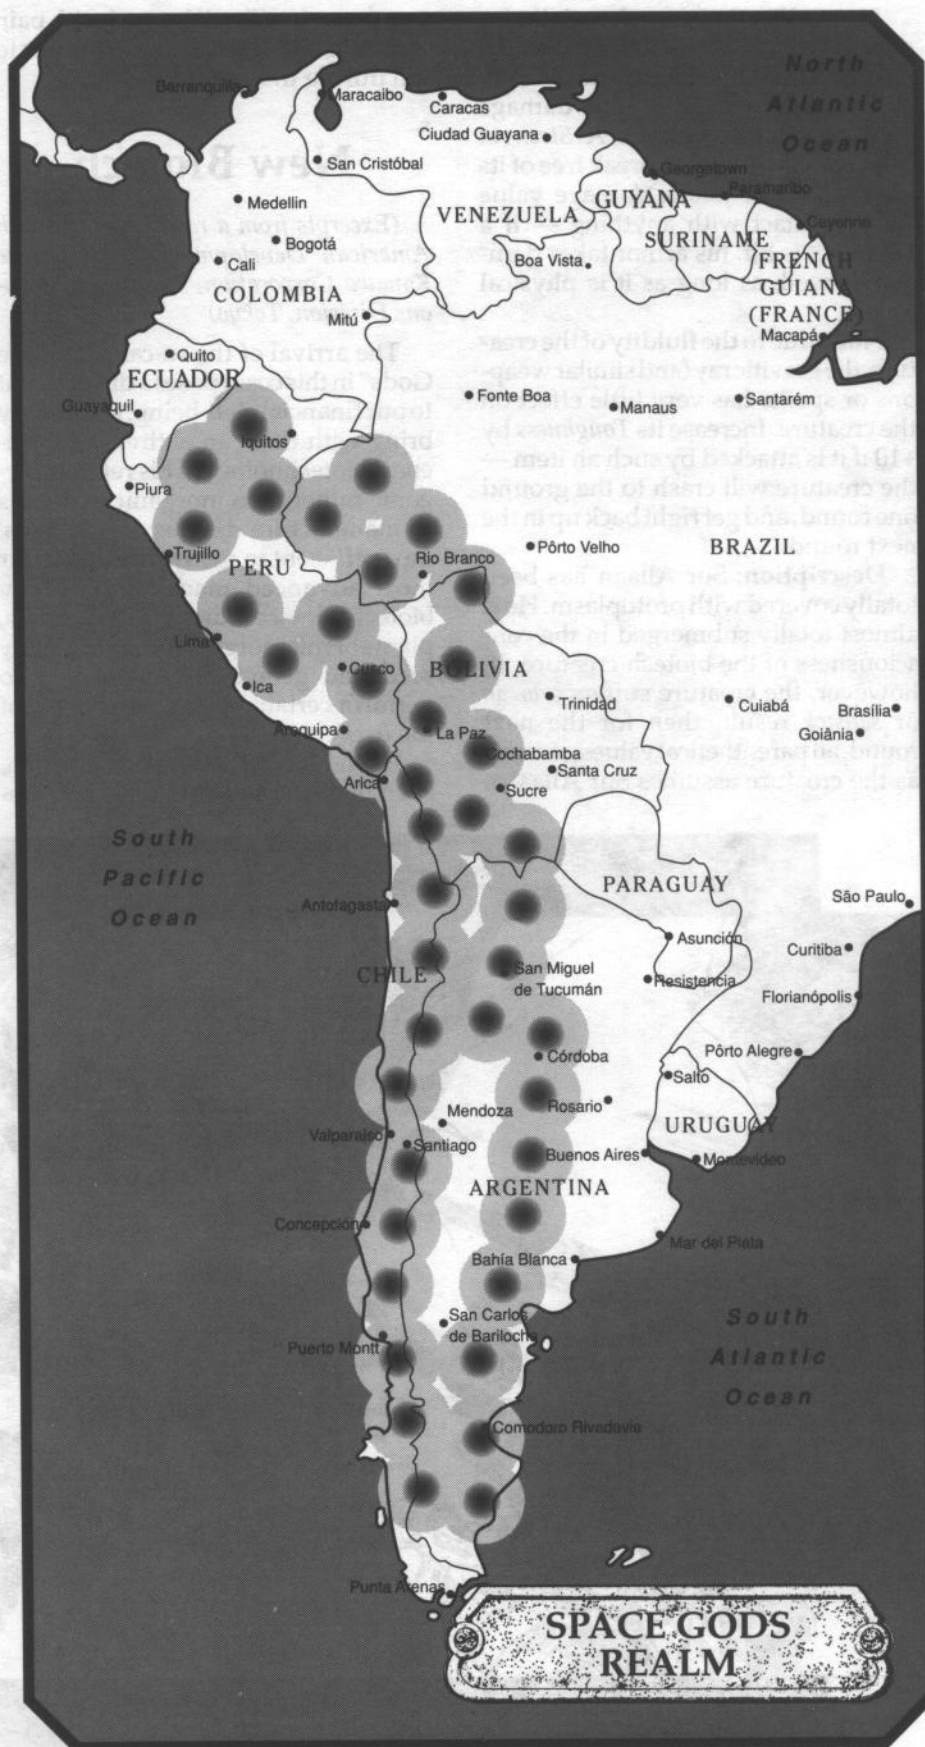 North
Atlantic
Ocean
Barranquilla
Maracaibo
Caracas
Ciudad Guayana
San Cristóbal
Georgetown
Paramaribo
Medellin
VENEZUELA
GUYANA
Cayenne
Bogotá
SURINAME
Cali
Boa Vista
FRENCH
GUIANA
(FRANCE)
COLOMBIA
Mitú
Macapá
Quito
ECUADOR
Fonte Boa
Santarém
Guayaquil
Manaus
Iquitos
Piura
Trujillo
Rio Branco
Pôrto Velho
BRAZIL
PERU
Lima
Cusco
BOLIVIA
Ica
Trinidad
Cuiabá
Brasília
Arequipa
La Paz
Goiânia
Cochabamba
Santa Cruz
Arica
Sucre
South
Pacific
Ocean
PARAGUAY
São Paulo
Antofagasta
Asunción
Curitiba
CHILE
San Miguel
de Tucumán
Resistencia
Florianópolis
Córdoba
Pôrto Alegre
Salto
Mendoza
Rosario
URUGUAY
Valparaiso
Santiago
Buenos Aires
Montevideo
ARGENTINA
Concepción
Mar del Plata
Bahía Blanca
San Carlos
de Bariloche
South
Atlantic
Ocean
Puerto Montt
Comodoro Rivadavia
Punta Arenas
SPACE GODS
REALM